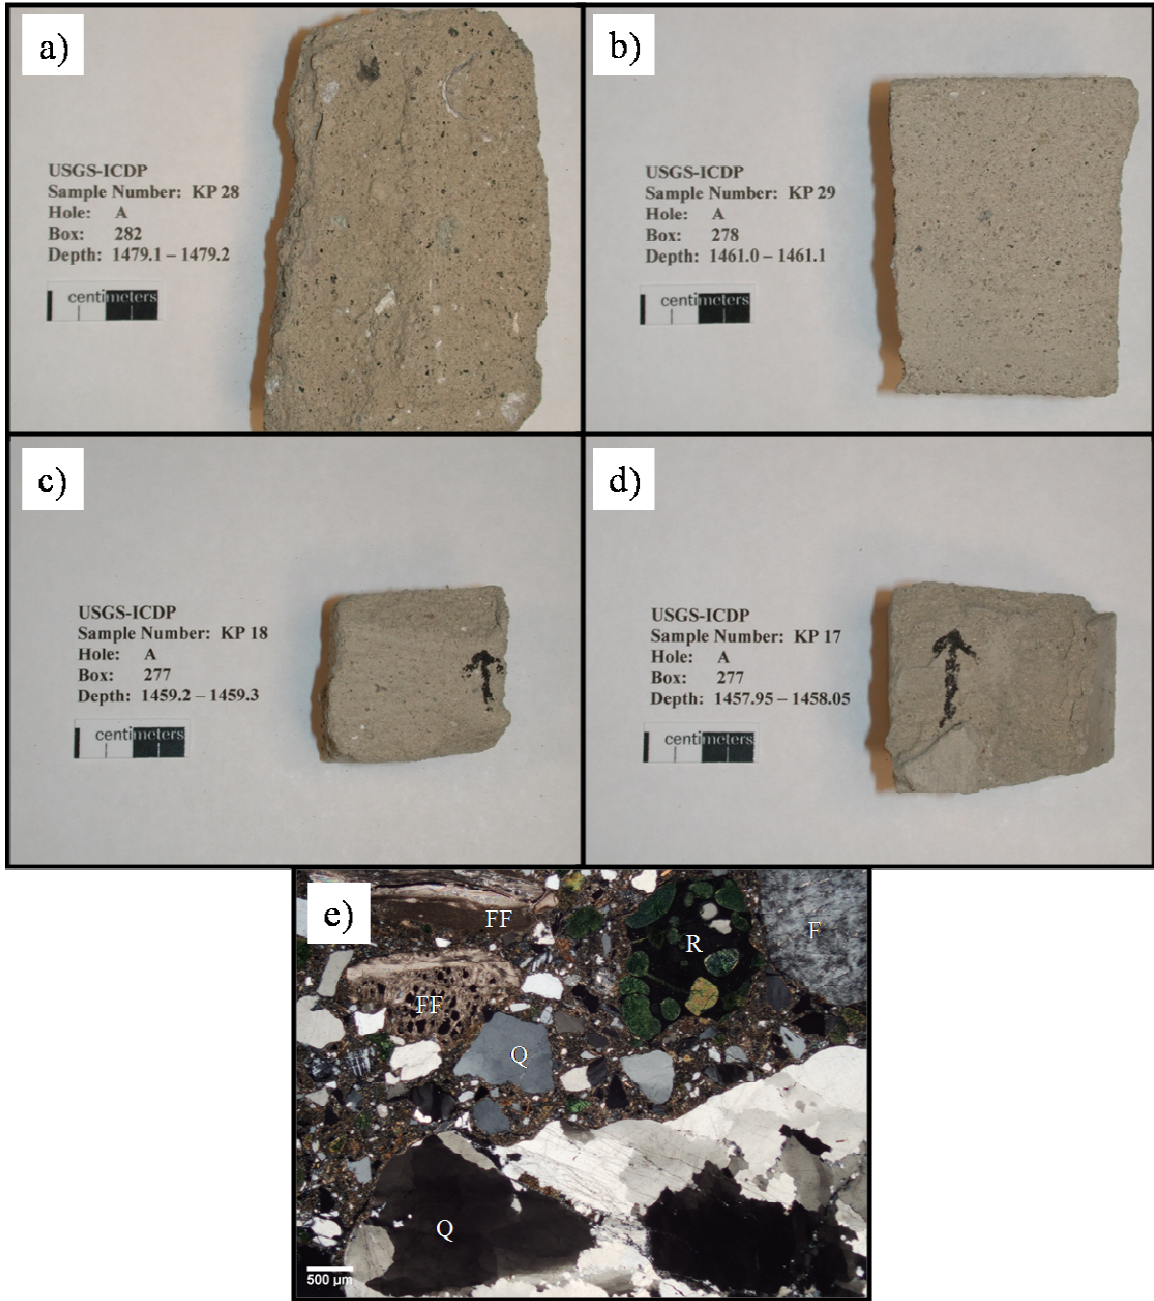 a)
USGS-ICDP
Sample Number: KP 28
Hole: A
Box: 282
Depth: 1479.1 – 1479.2
centimeters
b)
USGS-ICDP
Sample Number: KP 29
Hole: A
Box: 278
Depth: 1461.0 – 1461.1
centimeters
c)
USGS-ICDP
Sample Number: KP 18
Hole: A
Box: 277
Depth: 1459.2 – 1459.3
centimeters
d)
USGS-ICDP
Sample Number: KP 17
Hole: A
Box: 277
Depth: 1457.95 – 1458.05
centimeters
e)
FF
R
F
FF
Q
Q
500 µm